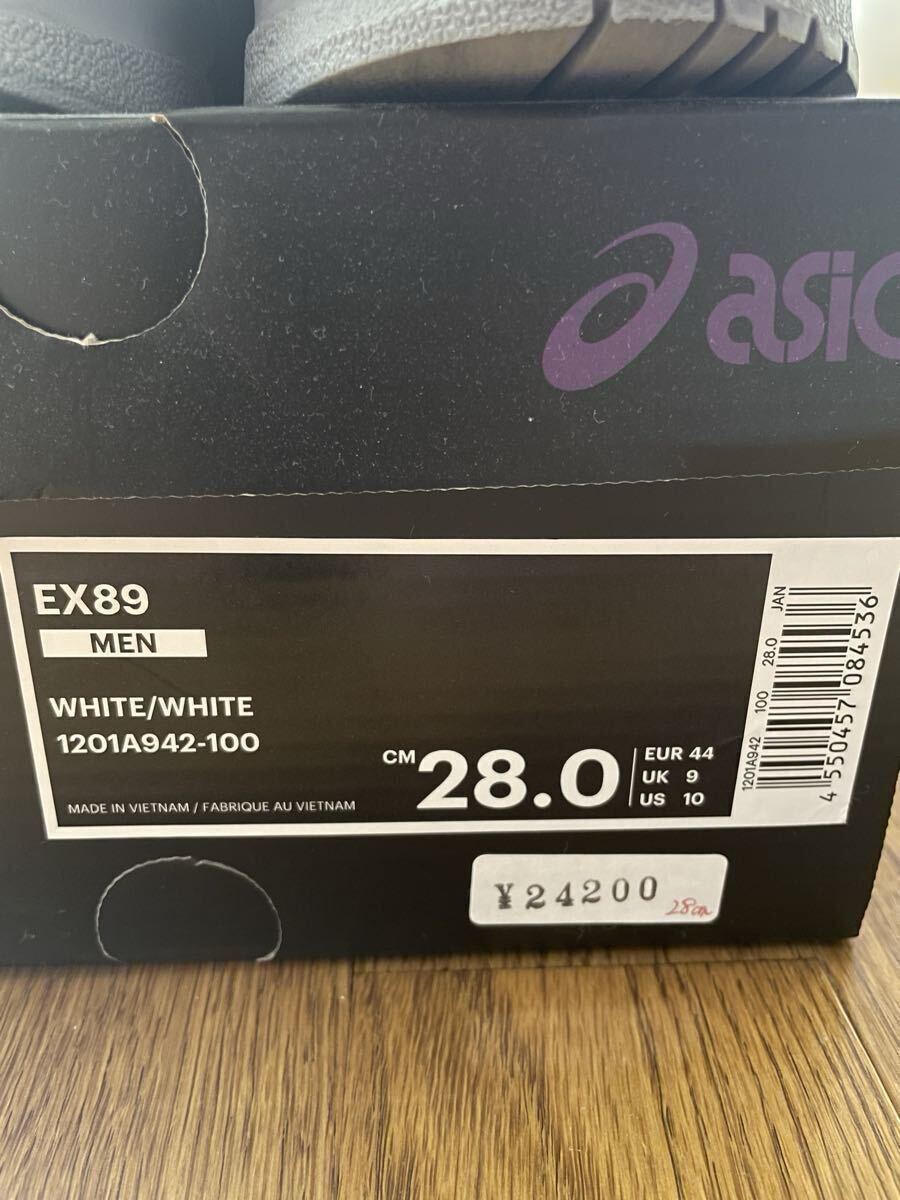 asic
EX89
MEN
WHITE/WHITE
1201A942-100
MADE IN VIETNAM / FABRIQUE AU VIETNAM
CM 28.0
EUR 44
UK 9
US 10
1201A942 100 28.0 JAN
4 550457 084536
¥24200
28cm